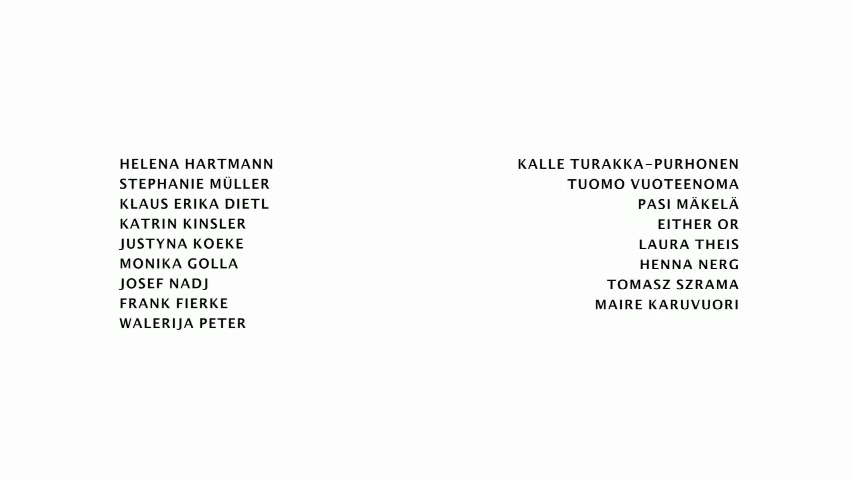 HELENA HARTMANN
STEPHANIE MÜLLER
KLAUS ERIKA DIETL
KATRIN KINSLER
JUSTYNA KOEKE
MONIKA GOLLA
JOSEF NADJ
FRANK FIERKE
WALERIJA PETER
KALLE TURAKKA-PURHONEN
TUOMO VUOTEENOMA
PASI MÄKELÄ
EITHER OR
LAURA THEIS
HENNA NERG
TOMASZ SZRAMA
MAIRE KARUVUORI